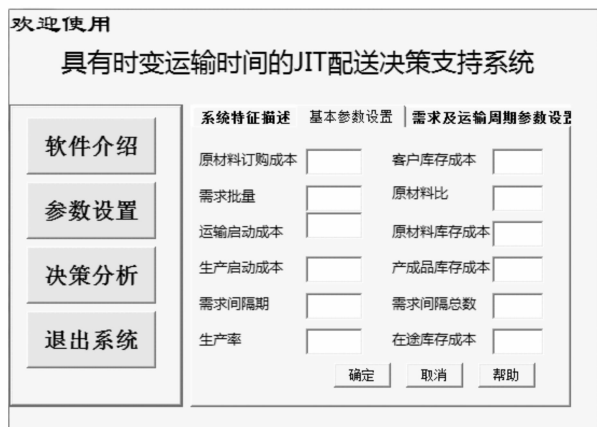 欢迎使用
具有时变运输时间的JIT配送决策支持系统
软件介绍
参数设置
决策分析
退出系统
系统特征描述 基本参数设置 需求及运输周期参数设
原材料订购成本 客户库存成本
需求批量 原材料比
运输启动成本 原材料库存成本
生产启动成本 产成品库存成本
需求间隔期 需求间隔总数
生产率 在途库存成本
确定 取消 帮助